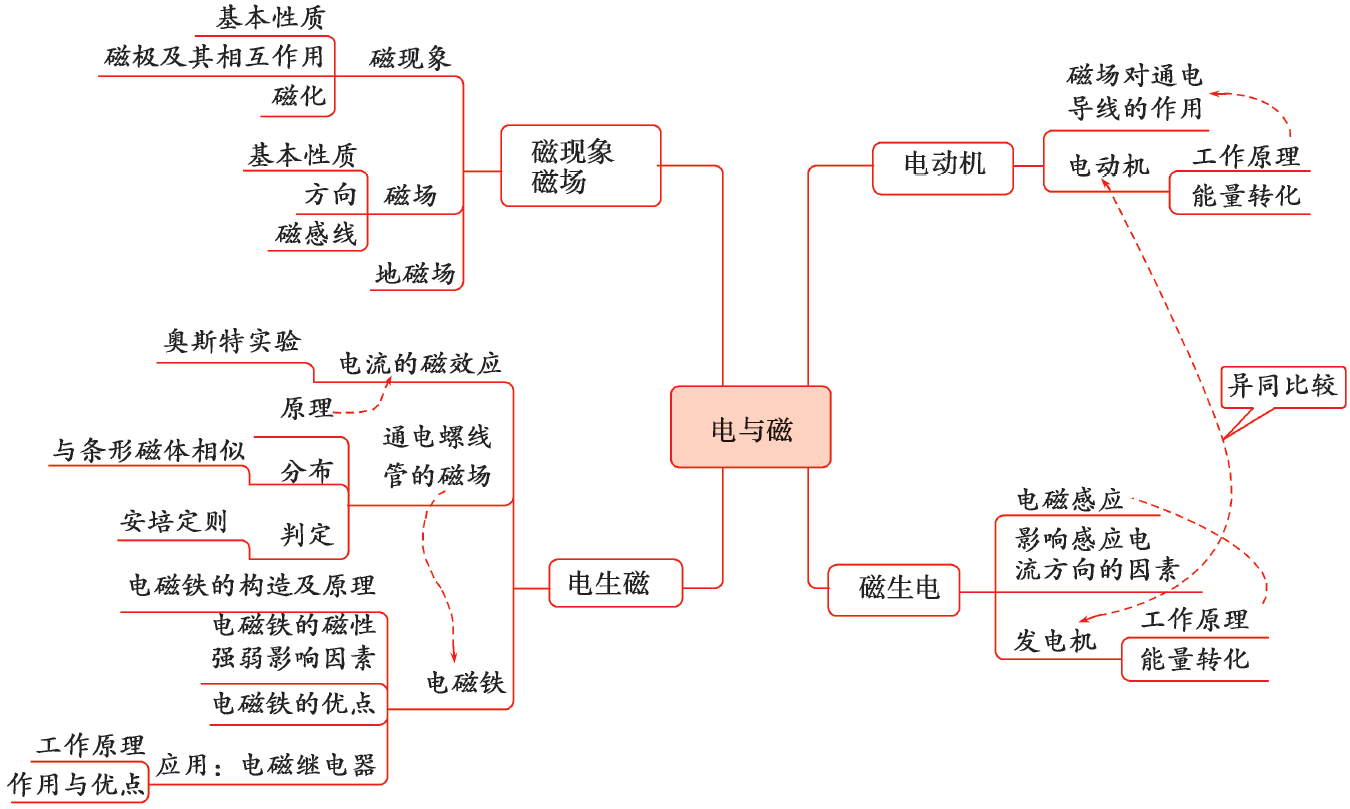 电与磁
磁现象
磁场
磁现象
基本性质
磁极及其相互作用
磁化
磁场
基本性质
方向
磁感线
地磁场
电生磁
电流的磁效应
奥斯特实验
原理
通电螺线
管的磁场
分布
与条形磁体相似
判定
安培定则
电磁铁
电磁铁的构造及原理
电磁铁的磁性
强弱影响因素
电磁铁的优点
应用：电磁继电器
工作原理
作用与优点
电动机
磁场对通电
导线的作用
电动机
工作原理
能量转化
异同比较
磁生电
电磁感应
影响感应电
流方向的因素
发电机
工作原理
能量转化